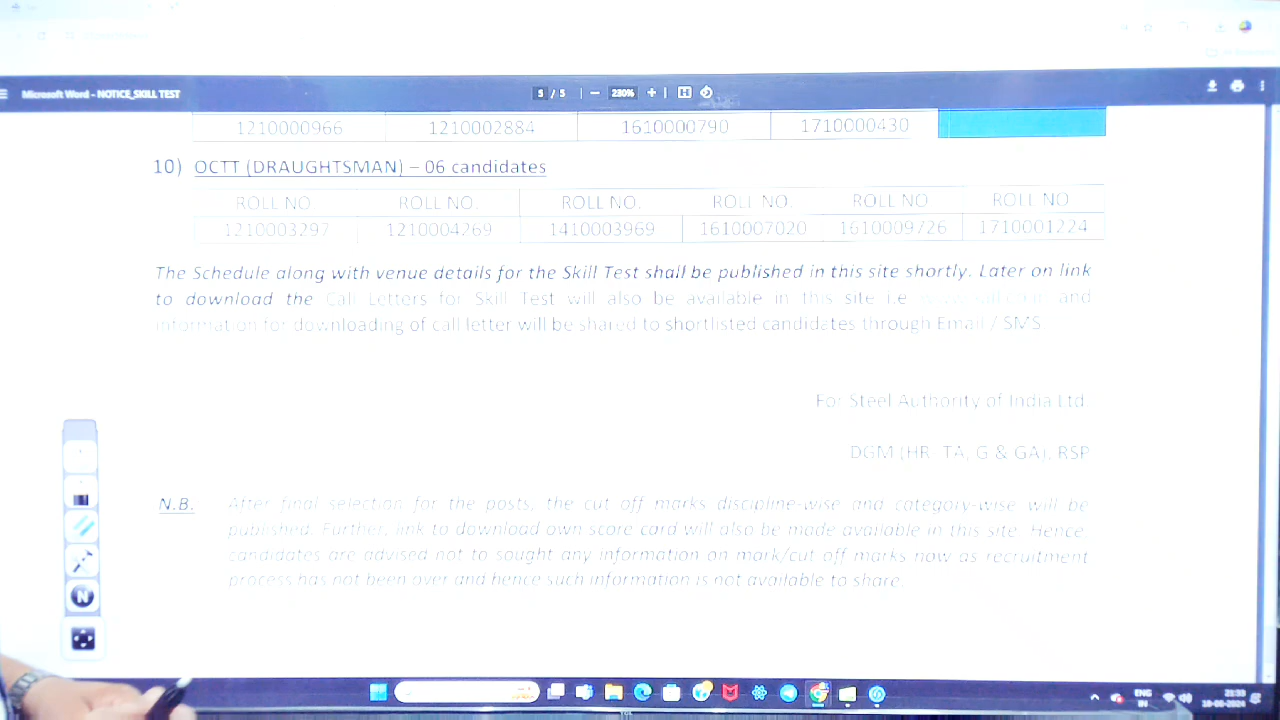 Microsoft Word - NOTICE_SKILL TEST
5 / 5
230%
1210000966 1210002884 1610000790 1710000430
10) OCTT (DRAUGHTSMAN) – 06 candidates
ROLL NO ROLL NO. ROLL NO. ROLL NO. ROLL NO ROLL NO
1210003297 1210004269 1410003969 1610007020 1610009726 1710001224
The Schedule along with venue details for the Skill Test shall be published in this site shortly. Later on link
to download the Call Letters for Skill Test will also be available in this site i.e and
information for downloading of call letter will be shared to shortlisted candidates through Email / SMS
For Steel Authority of India Ltd.
DGM (HR- TA, G & GA), RSP
N.B. After final selection for the posts, the cut off marks discipline-wise and category-wise will be
published. Further, link to download own score card will also be made available in this site. Hence,
candidates are advised not to sought any information on mark/cut off marks now as recruitment
process has not been over and hence such information is not available to share.
N
ENG
IN
21:33